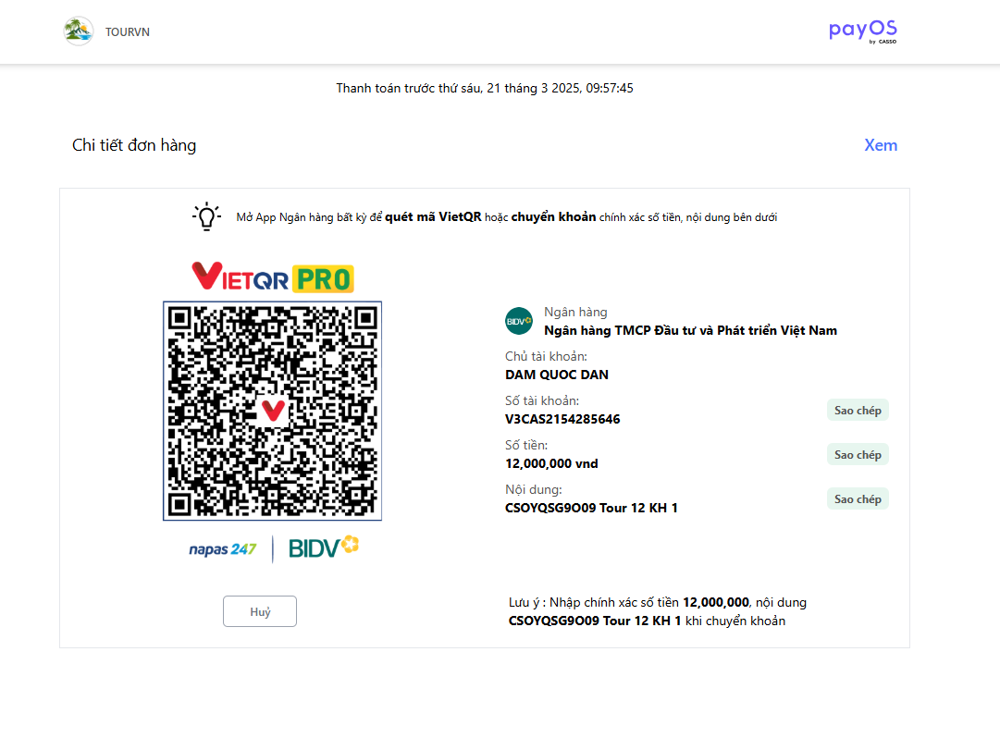 TOURVN
payOS
by CASSO
Thanh toán trước thứ sáu, 21 tháng 3 2025, 09:57:45
Chi tiết đơn hàng
Xem
Mở App Ngân hàng bất kỳ để quét mã VietQR hoặc chuyển khoản chính xác số tiền, nội dung bên dưới
VIETQR PRO
BIDV
Ngân hàng
Ngân hàng TMCP Đầu tư và Phát triển Việt Nam
Chủ tài khoản:
DAM QUOC DAN
Số tài khoản:
V3CAS2154285646
Sao chép
Số tiền:
12,000,000 vnd
Sao chép
Nội dung:
CSOYQSG9O09 Tour 12 KH 1
Sao chép
napas 247
BIDV
Huỷ
Lưu ý : Nhập chính xác số tiền 12,000,000, nội dung
CSOYQSG9O09 Tour 12 KH 1 khi chuyển khoản